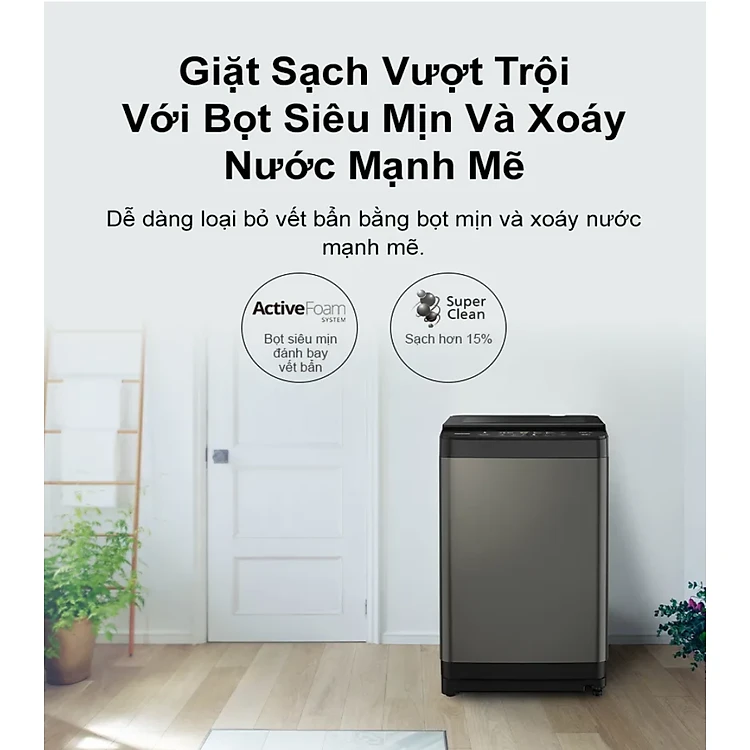 Giặt Sạch Vượt Trội
Với Bọt Siêu Mịn Và Xoáy
Nước Mạnh Mẽ
Dễ dàng loại bỏ vết bẩn bằng bọt mịn và xoáy nước
mạnh mẽ.
ActiveFoam
SYSTEM
Bọt siêu mịn
đánh bay
vết bẩn
Super
Clean
Sạch hơn 15%